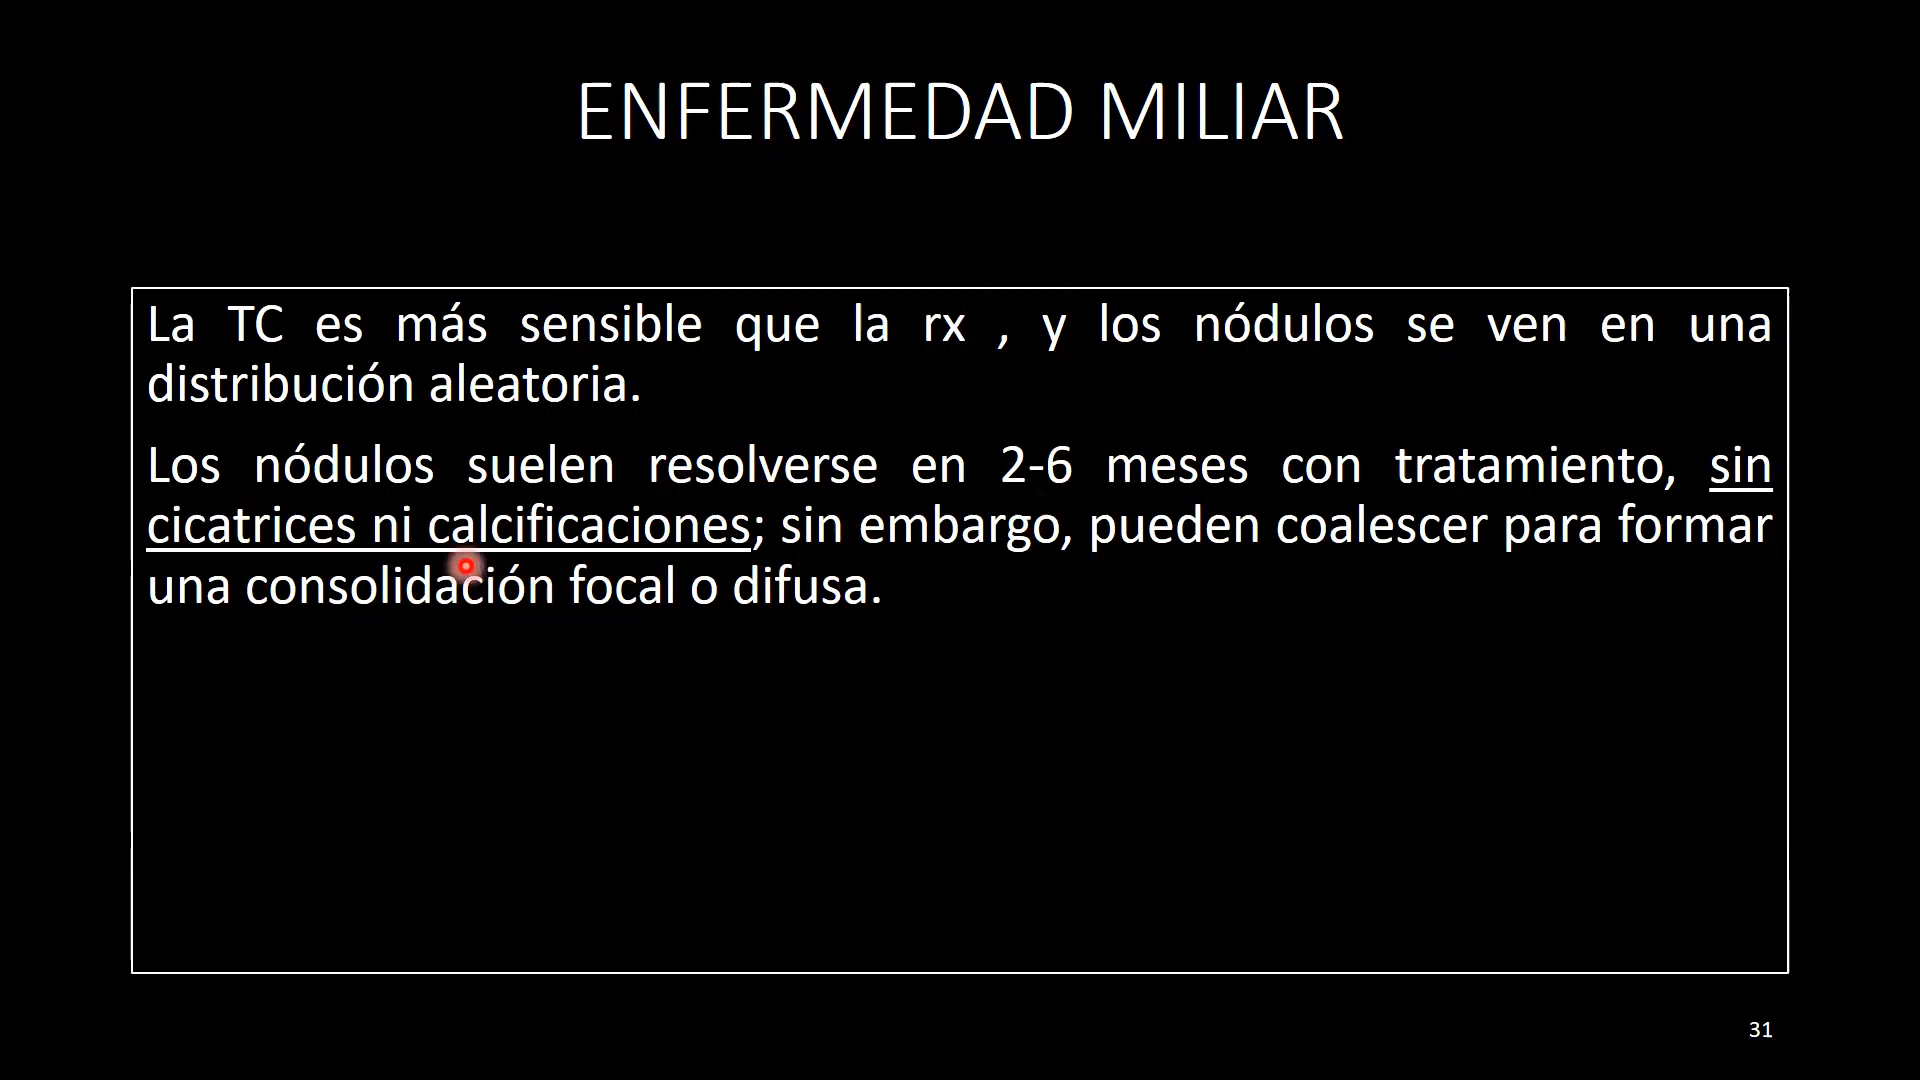 ENFERMEDAD MILIAR
La TC es más sensible que la rx , y los nódulos se ven en una
distribución aleatoria.
Los nódulos suelen resolverse en 2-6 meses con tratamiento, sin
cicatrices ni calcificaciones; sin embargo, pueden coalescer para formar
una consolidación focal o difusa.
31